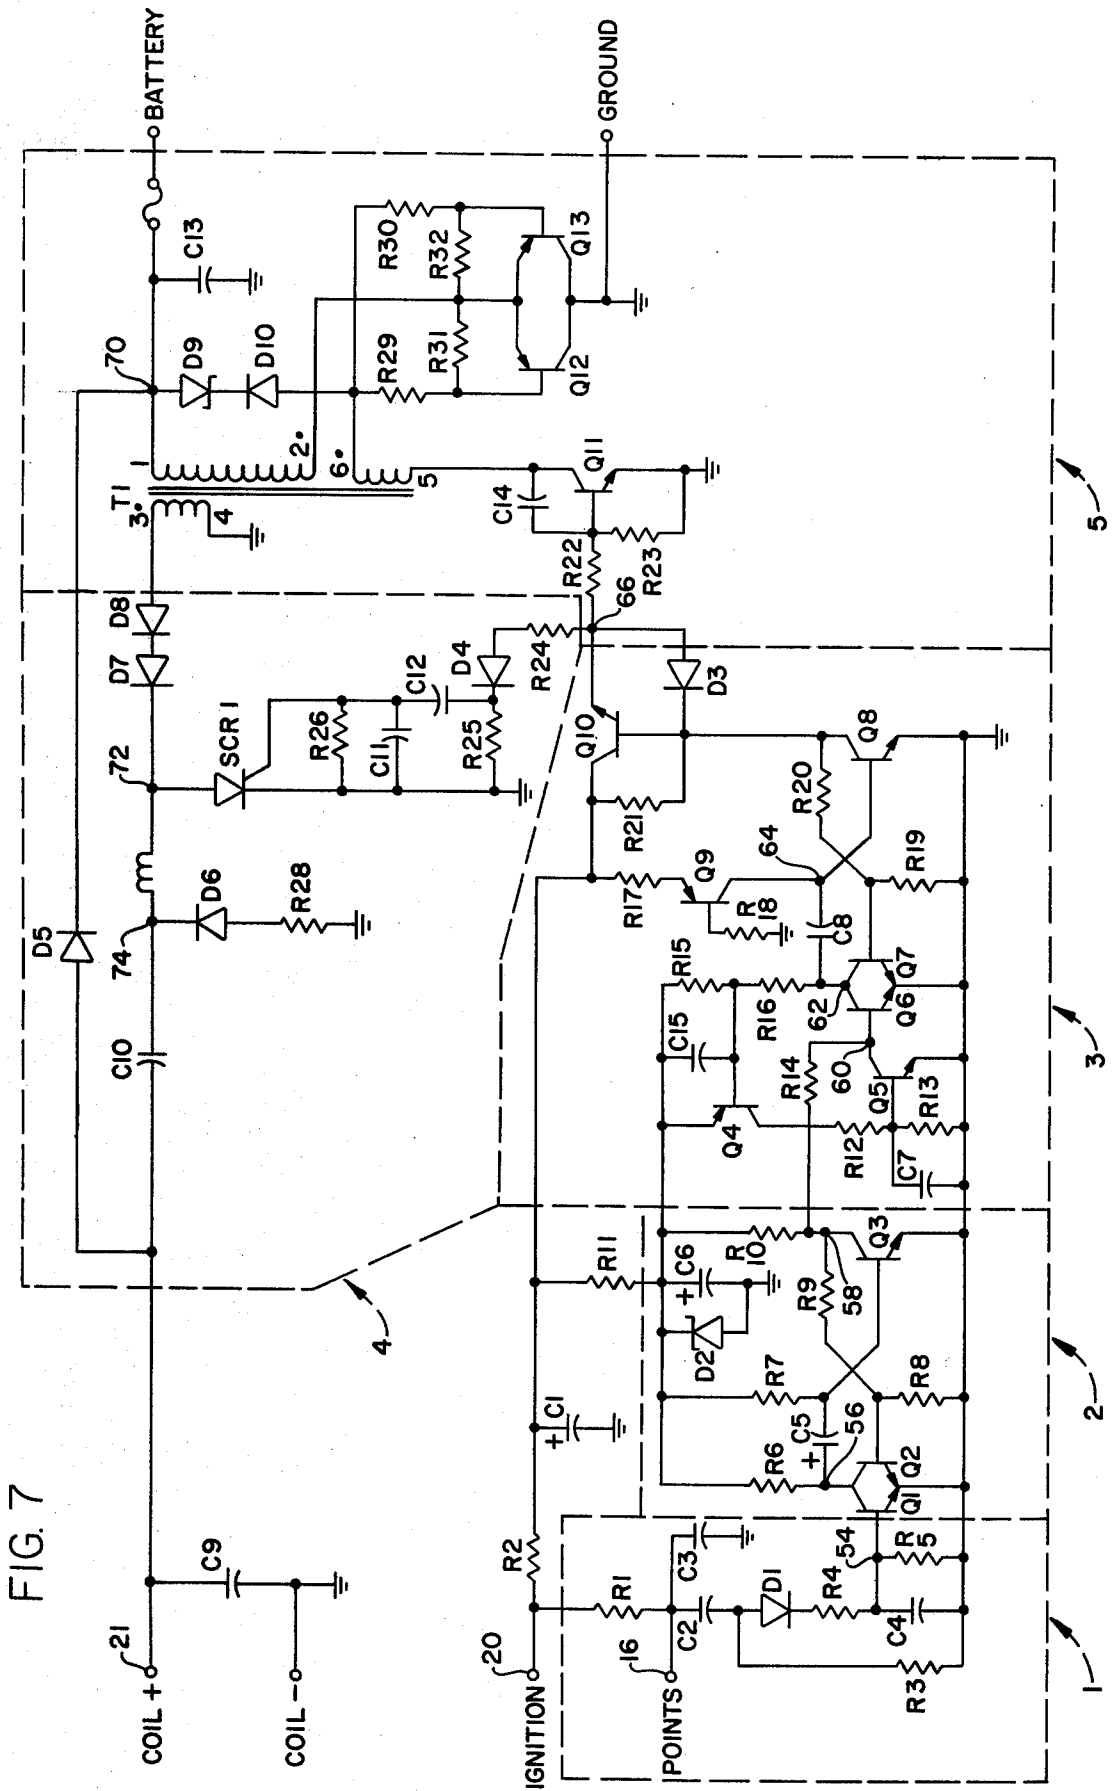 FIG. 7
COIL +
21
COIL -
C9
C10
D5
74
D6
R28
72
SCR1
R26
C11
C12
R25
D4
R24
D7
D8
T1
3•
4
1
2•
6•
5
70
D9
D10
C13
BATTERY
R29
R30
R31
R32
Q12
Q13
GROUND
C14
Q11
R22
R23
66
4
5
IGNITION
20
R2
C1
+
R11
R17
R21
Q10
D3
Q9
R
18
64
R20
Q8
R19
C8
POINTS
16
R1
C3
C2
D1
R4
C4
R3
54
R
5
R6
C5
+
56
R7
Q1
Q2
R8
D2
C6
+
R9
R
10
58
Q3
C15
R15
R16
Q4
R14
R12
C7
R13
Q5
60
62
Q6
Q7
1
2
3